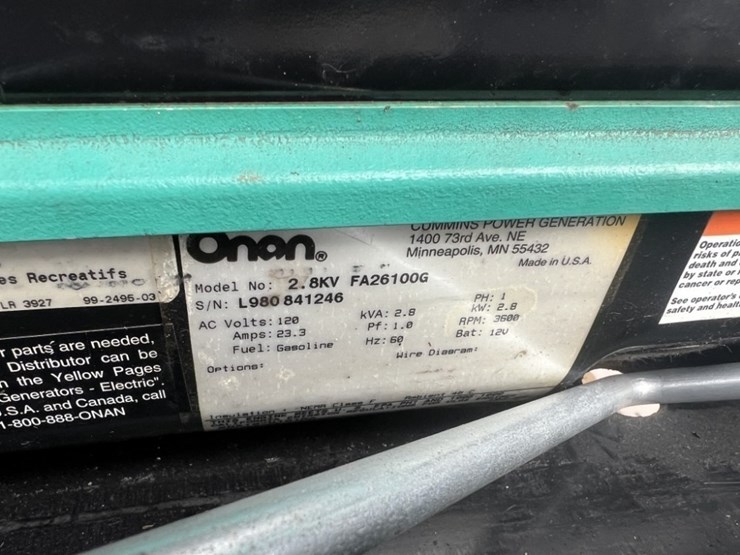 Onan®
CUMMINS POWER GENERATION
1400 73rd Ave. NE
Minneapolis, MN 55432
Made in U.S.A.
Model No: 2.8KV FA26100G
S/N: L980841246
AC Volts: 120 kVA: 2.8 PH: 1
Amps: 23.3 Pf: 1.0 KW: 2.8
Fuel: Gasoline Hz: 60 RPM: 3600
Bat: 12V
Options: Wire Diagram:
es Recreatifs
LR 3927 99-2495-03
r parts are needed,
Distributor can be
n the Yellow Pages
Generators - Electric".
.S.A. and Canada, call
1-800-888-ONAN
Operatio
risks of p
death and
by state or
cancer or rep
See operator's
safety and healt